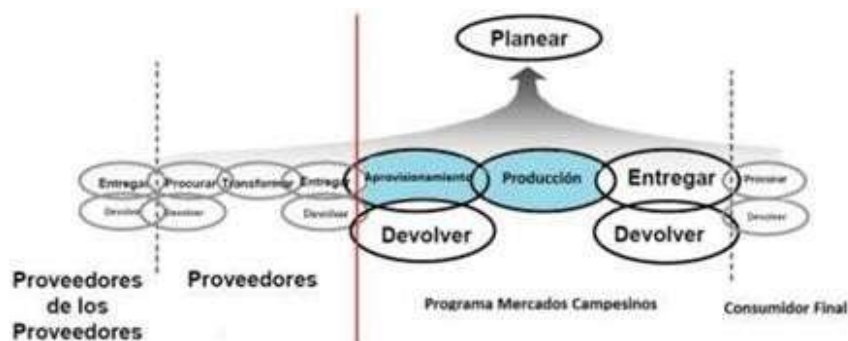 Planear
Entregar Procurar Transformar Entregar Aprovisionamiento Producción Entregar Procurar
Devolver Devolver Devolver Devolver Devolver Devolver
Proveedores de los Proveedores
Proveedores
Programa Mercados Campesinos
Consumidor Final